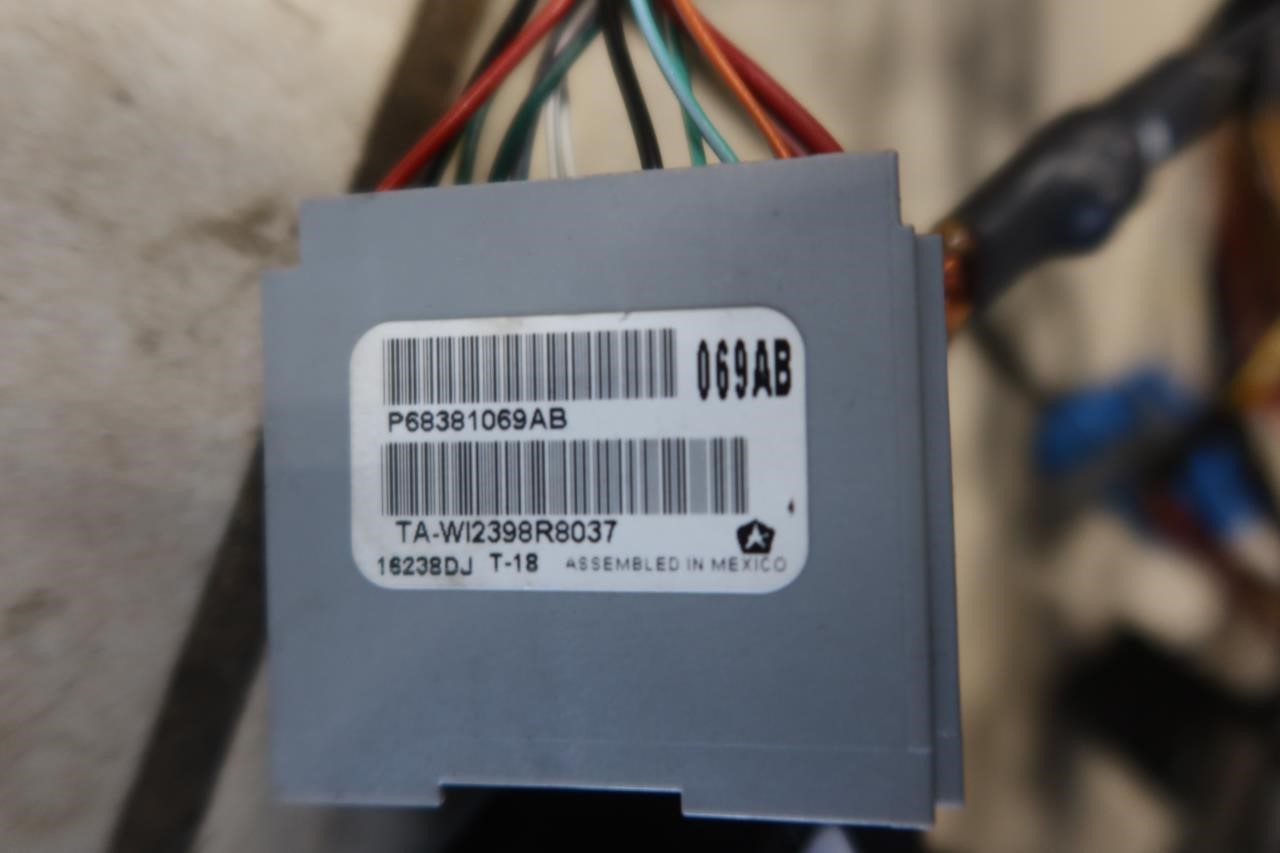 069AB
P68381069AB
TA-WI2398R8037
16238DJ T-18 ASSEMBLED IN MEXICO